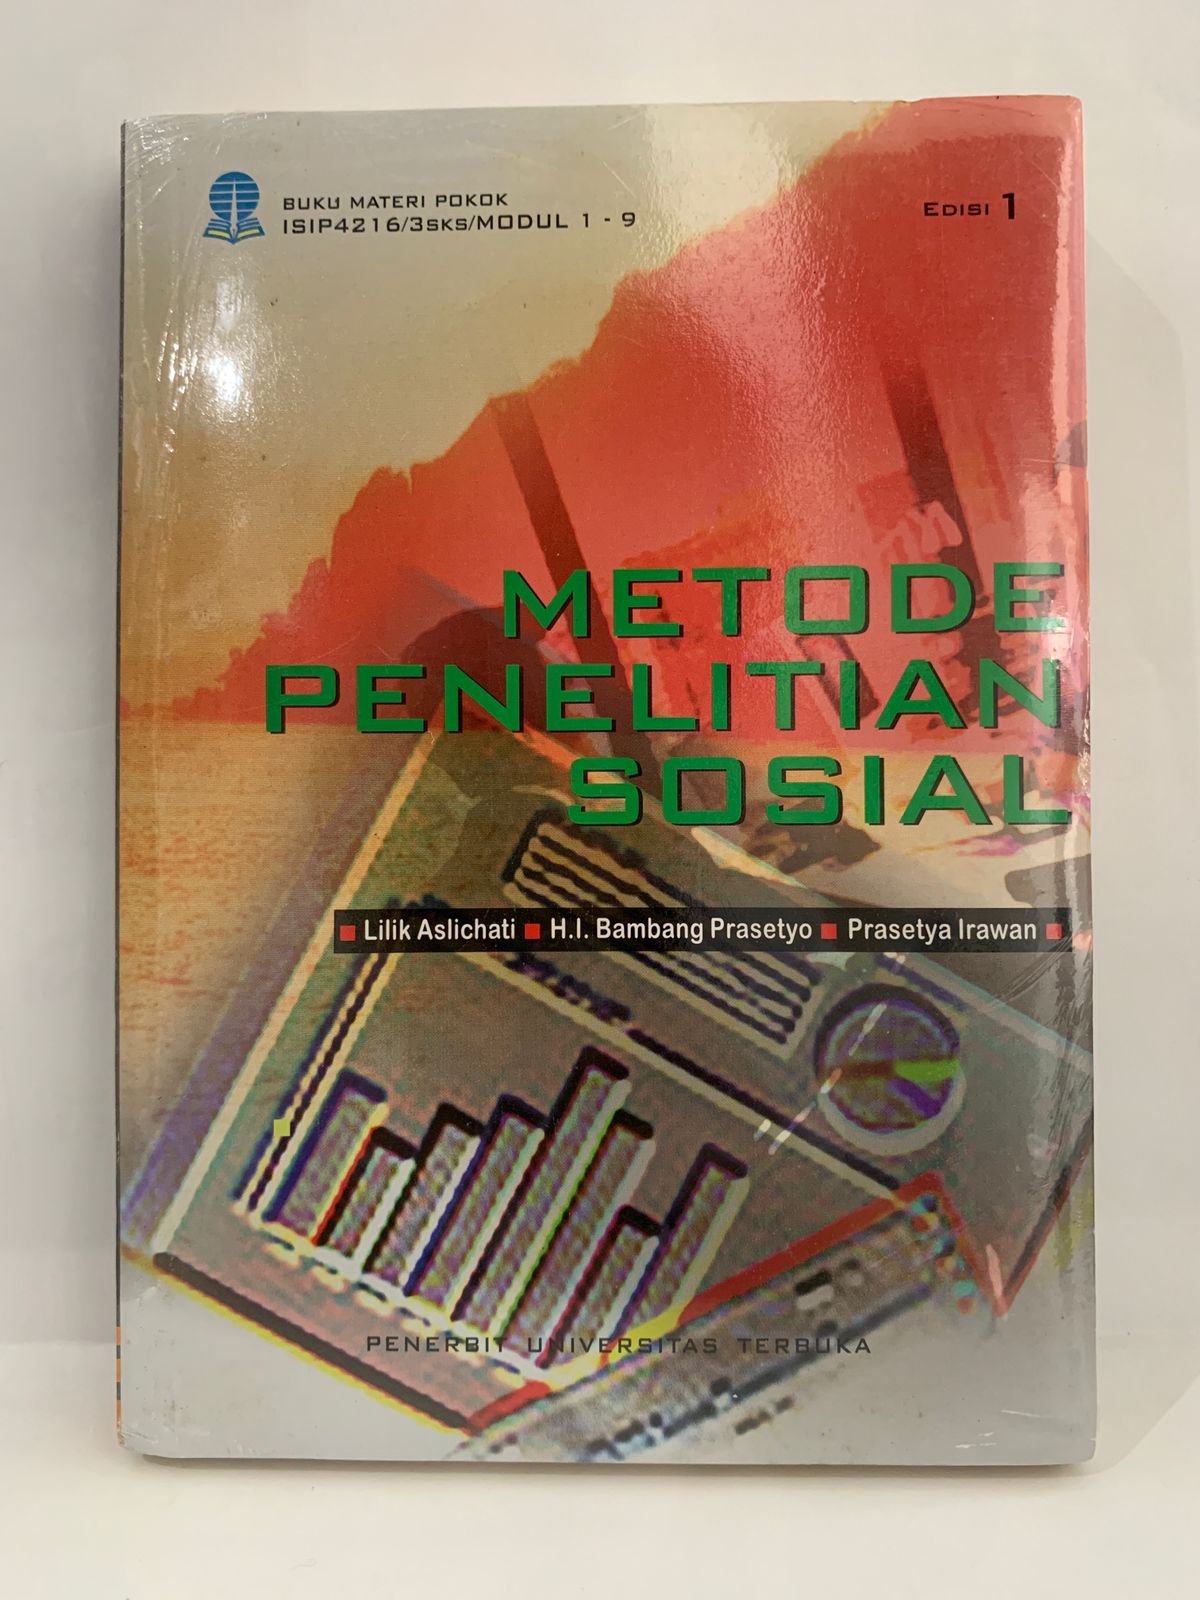 BUKU MATERI POKOK
ISIP4216/3SKS/MODUL 1 - 9
EDISI 1
METODE
PENELITIAN
SOSIAL
Lilik Aslichati ■ H.I. Bambang Prasetyo ■ Prasetya Irawan
PENERBIT UNIVERSITAS TERBUKA